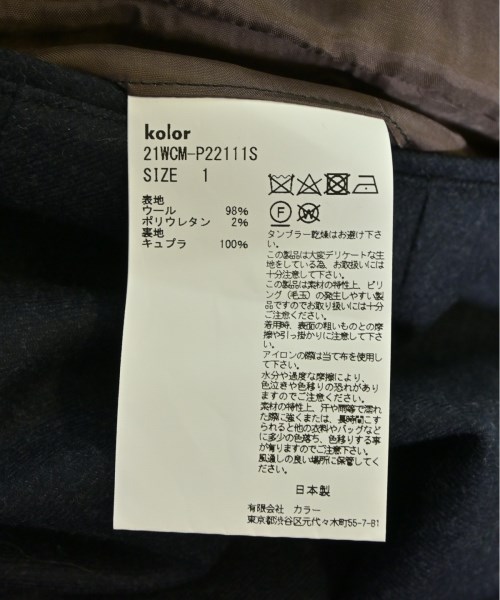 kolor
21WCM-P22111S
SIZE 1
表地
ウール 98%
ポリウレタン 2%
裏地
キュプラ 100%
F
W
タンブラー乾燥はお避け下さ
い。
この製品は大変デリケートな生
地をしている為、お取扱いには
十分注意して下さい。
この製品は素材の特性上、ピリ
ング(毛玉)の発生しやすい製
品ですのでお取り扱いには十分
ご注意ください。
着用時、表面の粗いものとの摩
擦や引っ掛かりに注意して下さ
い。
アイロンの際は当て布を使用し
て下さい。
水分や過度な摩擦により、
色泣きや色移りの恐れがあり
ますのでご注意ください。
素材の特性上、汗や雨等で濡れ
た際に強くまたは、長時間こす
られると他の衣料やバッグなど
に多少の色落ち、色移りする事
が有りますのでご注意下さい。
風通しの良い場所に保管してく
ださい。
日本製
有限会社 カラー
東京都渋谷区元代々木町55-7-B1